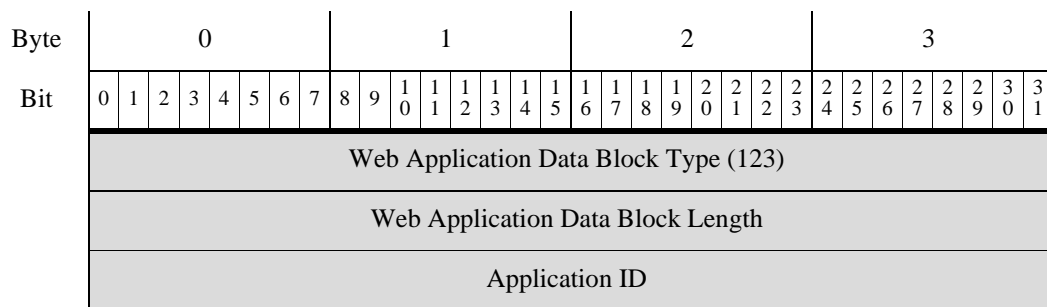 Byte 0 1 2 3
Bit 0 1 2 3 4 5 6 7 8 9 10 11 12 13 14 15 16 17 18 19 20 21 22 23 24 25 26 27 28 29 30 31
Web Application Data Block Type (123)
Web Application Data Block Length
Application ID